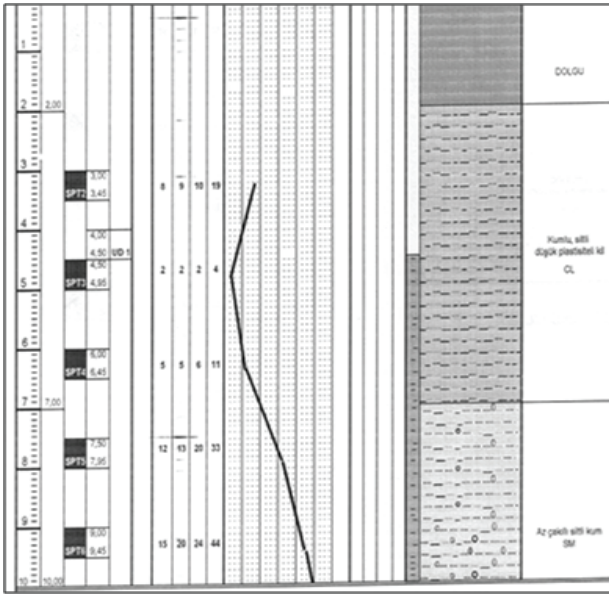 1
DOLGU
2 2,00
3
3,00
SPT2 3,45 8 9 10 19
4
4,00
4,50 UD 1
Kumlu, siltli
düşük plastisiteli kil
CL
4,50
SPT3 4,95 2 2 2 4
5
6
6,00
SPT4 6,45 5 5 6 11
7 7,00
7,50
SPT5 7,95 12 13 20 33
8
9
9,00
SPT6 9,45 15 20 24 44
Az çakıllı siltli kum
SM
10 10,00